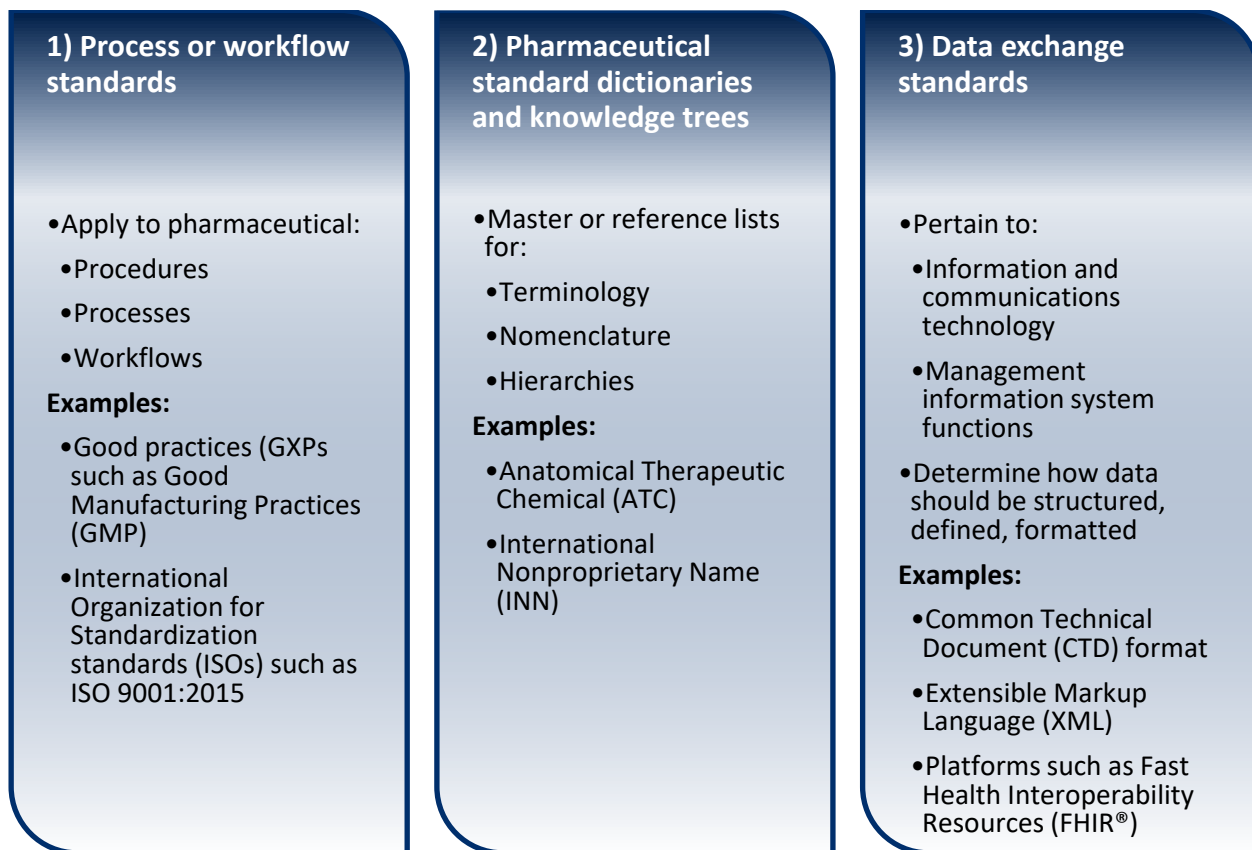 1) Process or workflow
standards
•Apply to pharmaceutical:
•Procedures
•Processes
•Workflows
Examples:
•Good practices (GXPs
such as Good
Manufacturing Practices
(GMP)
•International
Organization for
Standardization
standards (ISOs) such as
ISO 9001:2015
2) Pharmaceutical
standard dictionaries
and knowledge trees
•Master or reference lists
for:
•Terminology
•Nomenclature
•Hierarchies
Examples:
•Anatomical Therapeutic
Chemical (ATC)
•International
Nonproprietary Name
(INN)
3) Data exchange
standards
•Pertain to:
•Information and
communications
technology
•Management
information system
functions
•Determine how data
should be structured,
defined, formatted
Examples:
•Common Technical
Document (CTD) format
•Extensible Markup
Language (XML)
•Platforms such as Fast
Health Interoperability
Resources (FHIR®)